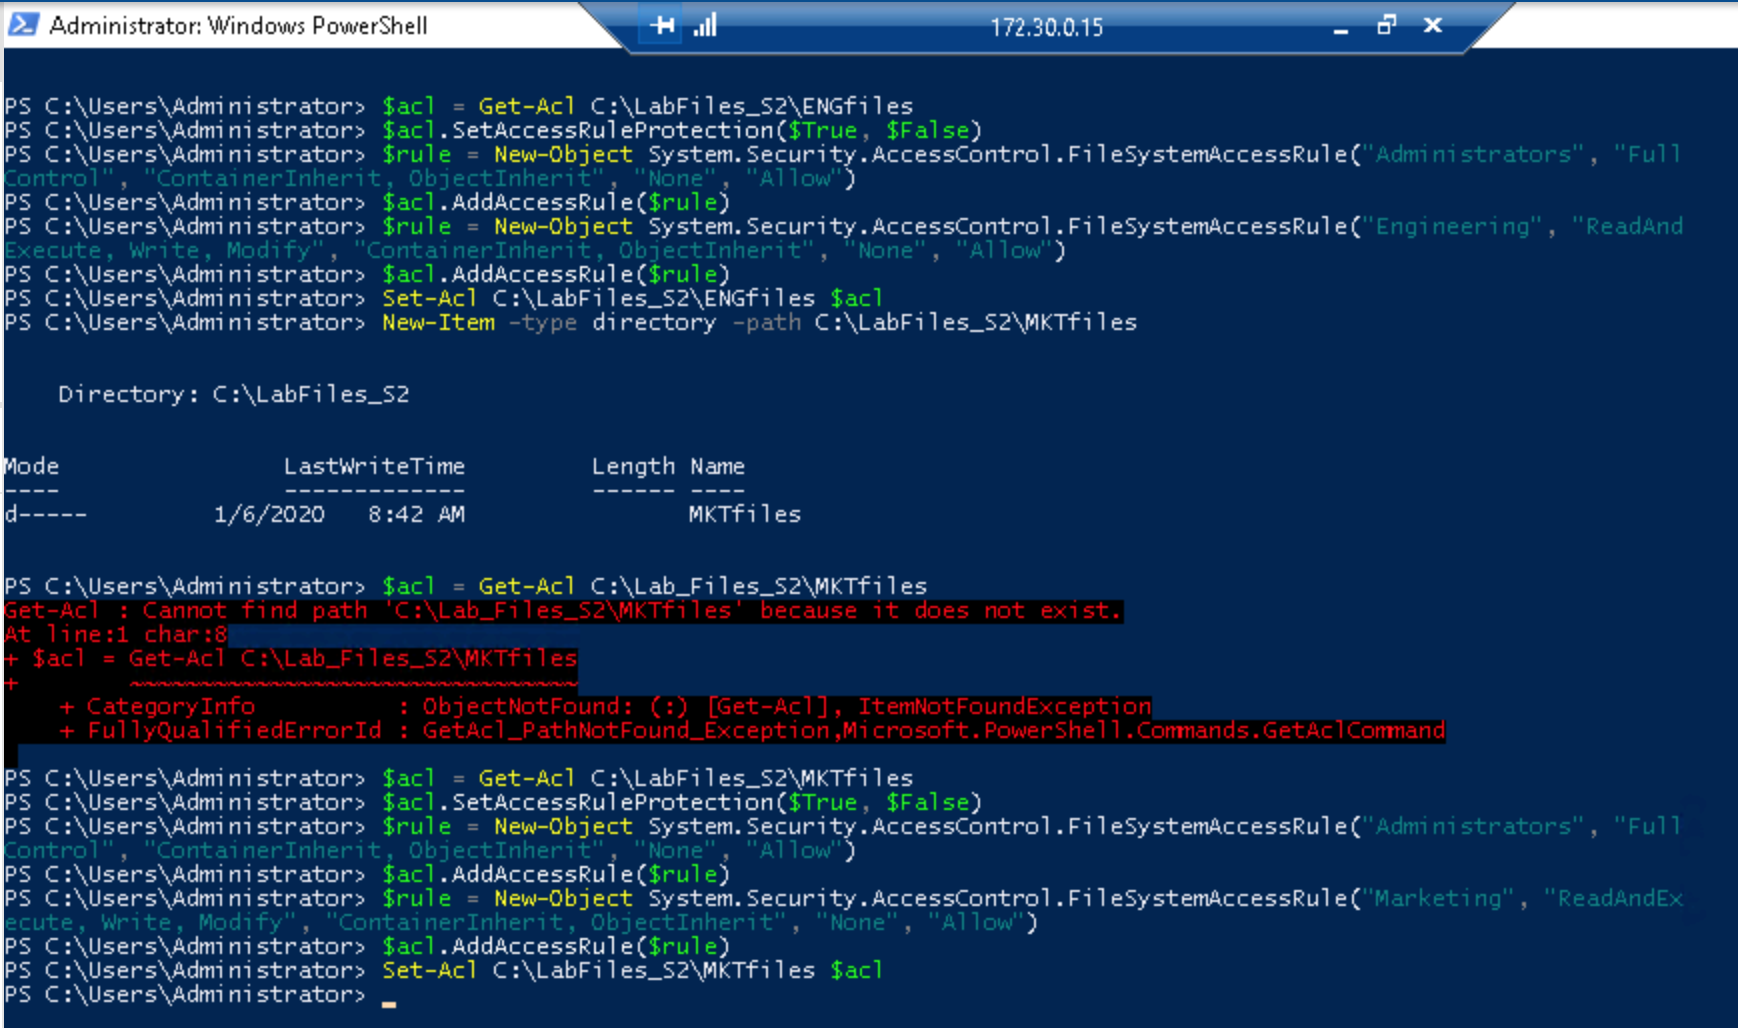 Administrator: Windows PowerShell
172.30.0.15
PS C:\Users\Administrator> $acl = Get-Acl C:\LabFiles_S2\ENGfiles
PS C:\Users\Administrator> $acl.SetAccessRuleProtection($True, $False)
PS C:\Users\Administrator> $rule = New-Object System.Security.AccessControl.FileSystemAccessRule("Administrators", "Full
Control", "ContainerInherit, ObjectInherit", "None", "Allow")
PS C:\Users\Administrator> $acl.AddAccessRule($rule)
PS C:\Users\Administrator> $rule = New-Object System.Security.AccessControl.FileSystemAccessRule("Engineering", "ReadAnd
Execute, Write, Modify", "ContainerInherit, ObjectInherit", "None", "Allow")
PS C:\Users\Administrator> $acl.AddAccessRule($rule)
PS C:\Users\Administrator> Set-Acl C:\LabFiles_S2\ENGfiles $acl
PS C:\Users\Administrator> New-Item -type directory -path C:\LabFiles_S2\MKTfiles
Directory: C:\LabFiles_S2
Mode LastWriteTime Length Name
---- ------------- ------ ----
d----- 1/6/2020 8:42 AM MKTfiles
PS C:\Users\Administrator> $acl = Get-Acl C:\Lab_Files_S2\MKTfiles
Get-Acl : Cannot find path 'C:\Lab_Files_S2\MKTfiles' because it does not exist.
At line:1 char:8
+ $acl = Get-Acl C:\Lab_Files_S2\MKTfiles
+ ~~~~~~~~~~~~~~~~~~~~~~~~~~~~~~~~
+ CategoryInfo : ObjectNotFound: (:) [Get-Acl], ItemNotFoundException
+ FullyQualifiedErrorId : GetAcl_PathNotFound_Exception,Microsoft.PowerShell.Commands.GetAclCommand
PS C:\Users\Administrator> $acl = Get-Acl C:\LabFiles_S2\MKTfiles
PS C:\Users\Administrator> $acl.SetAccessRuleProtection($True, $False)
PS C:\Users\Administrator> $rule = New-Object System.Security.AccessControl.FileSystemAccessRule("Administrators", "Full
Control", "ContainerInherit, ObjectInherit", "None", "Allow")
PS C:\Users\Administrator> $acl.AddAccessRule($rule)
PS C:\Users\Administrator> $rule = New-Object System.Security.AccessControl.FileSystemAccessRule("Marketing", "ReadAndEx
ecute, Write, Modify", "ContainerInherit, ObjectInherit", "None", "Allow")
PS C:\Users\Administrator> $acl.AddAccessRule($rule)
PS C:\Users\Administrator> Set-Acl C:\LabFiles_S2\MKTfiles $acl
PS C:\Users\Administrator> _